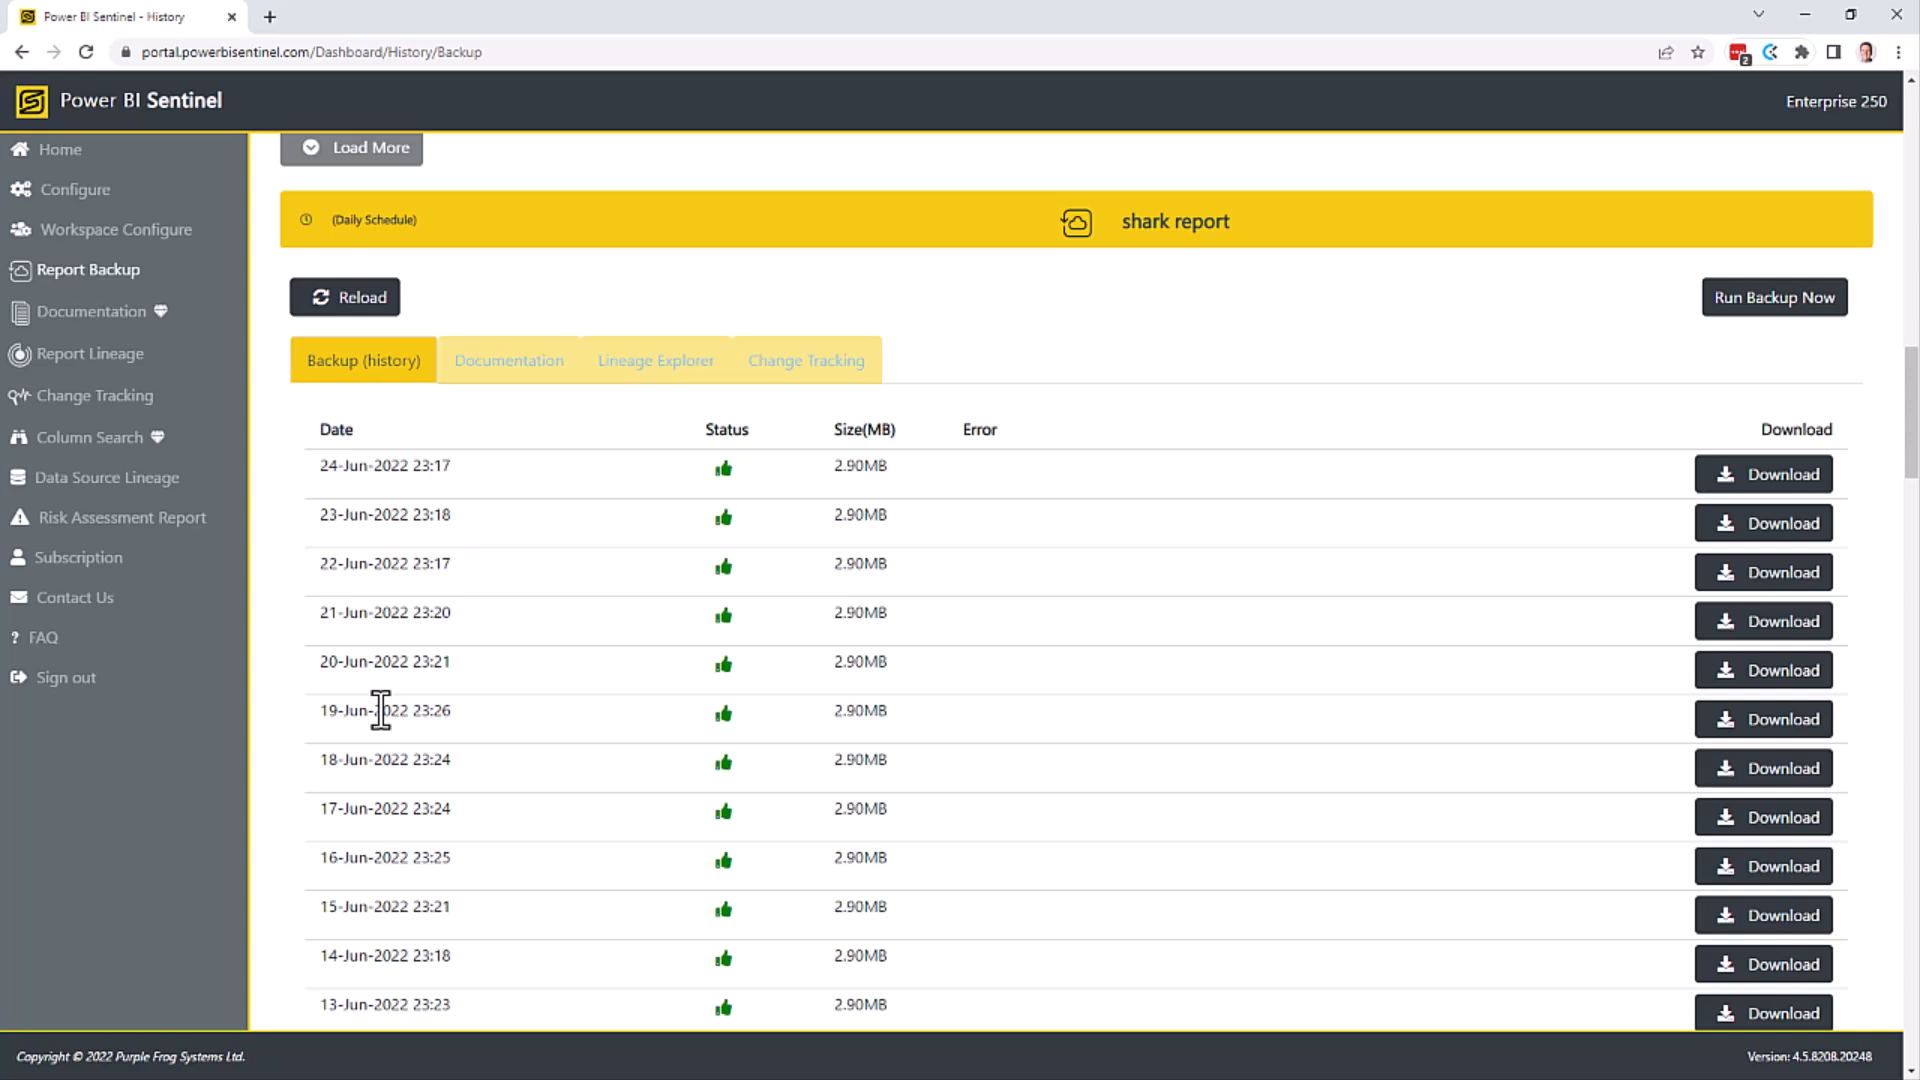 Power BI Sentinel - History
portal.powerbisentinel.com/Dashboard/History/Backup
2
Power BI Sentinel
Enterprise 250
Home
Configure
Workspace Configure
Report Backup
Documentation
Report Lineage
Change Tracking
Column Search
Data Source Lineage
Risk Assessment Report
Subscription
Contact Us
? FAQ
Sign out
Load More
(Daily Schedule) shark report
Reload
Run Backup Now
Backup (history) Documentation Lineage Explorer Change Tracking
Date Status Size(MB) Error Download
24-Jun-2022 23:17 2.90MB Download
23-Jun-2022 23:18 2.90MB Download
22-Jun-2022 23:17 2.90MB Download
21-Jun-2022 23:20 2.90MB Download
20-Jun-2022 23:21 2.90MB Download
19-Jun-2022 23:26 2.90MB Download
18-Jun-2022 23:24 2.90MB Download
17-Jun-2022 23:24 2.90MB Download
16-Jun-2022 23:25 2.90MB Download
15-Jun-2022 23:21 2.90MB Download
14-Jun-2022 23:18 2.90MB Download
13-Jun-2022 23:23 2.90MB Download
Copyright © 2022 Purple Frog Systems Ltd.
Version: 4.5.8208.20248